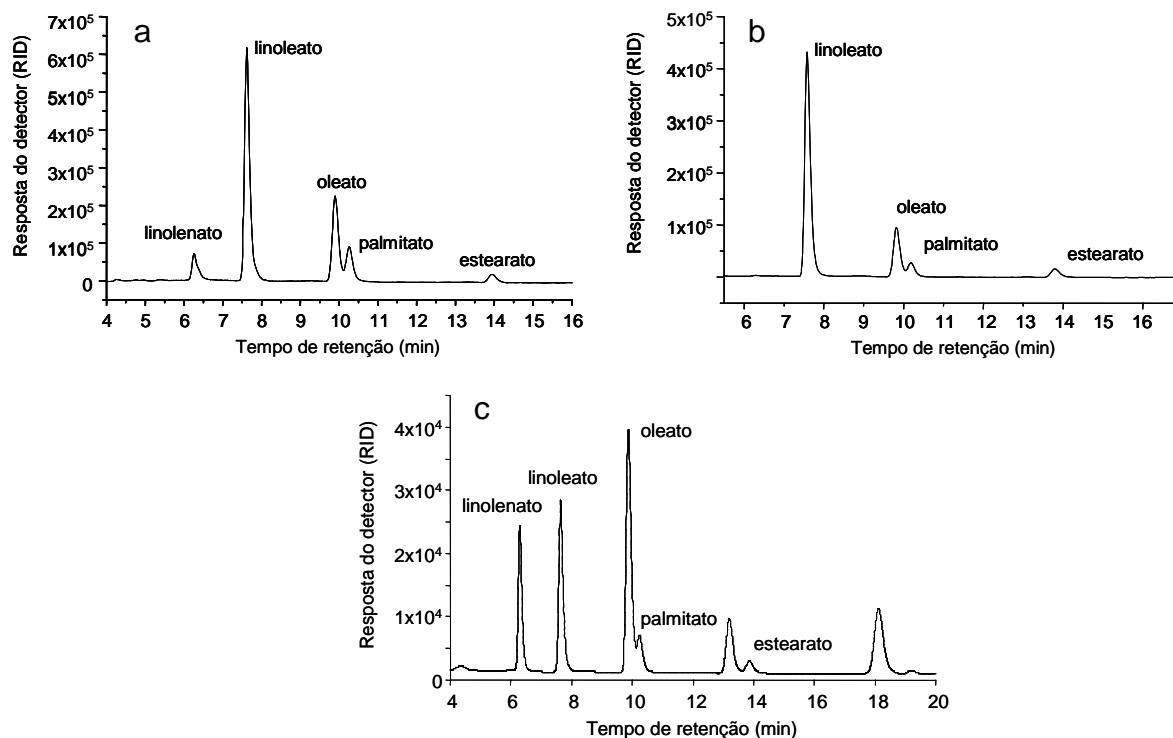 a
Resposta do detector (RID)
7x10⁵
6x10⁵
5x10⁵
4x10⁵
3x10⁵
2x10⁵
1x10⁵
0
linoleato
oleato
linolenato
palmitato
estearato
4 5 6 7 8 9 10 11 12 13 14 15 16
Tempo de retenção (min)
b
Resposta do detector (RID)
5x10⁵
4x10⁵
3x10⁵
2x10⁵
1x10⁵
linoleato
oleato
palmitato
estearato
6 7 8 9 10 11 12 13 14 15 16
Tempo de retenção (min)
c
Resposta do detector (RID)
4x10⁴
3x10⁴
2x10⁴
1x10⁴
0
oleato
linoleato
linolenato
palmitato
estearato
4 6 8 10 12 14 16 18 20
Tempo de retenção (min)